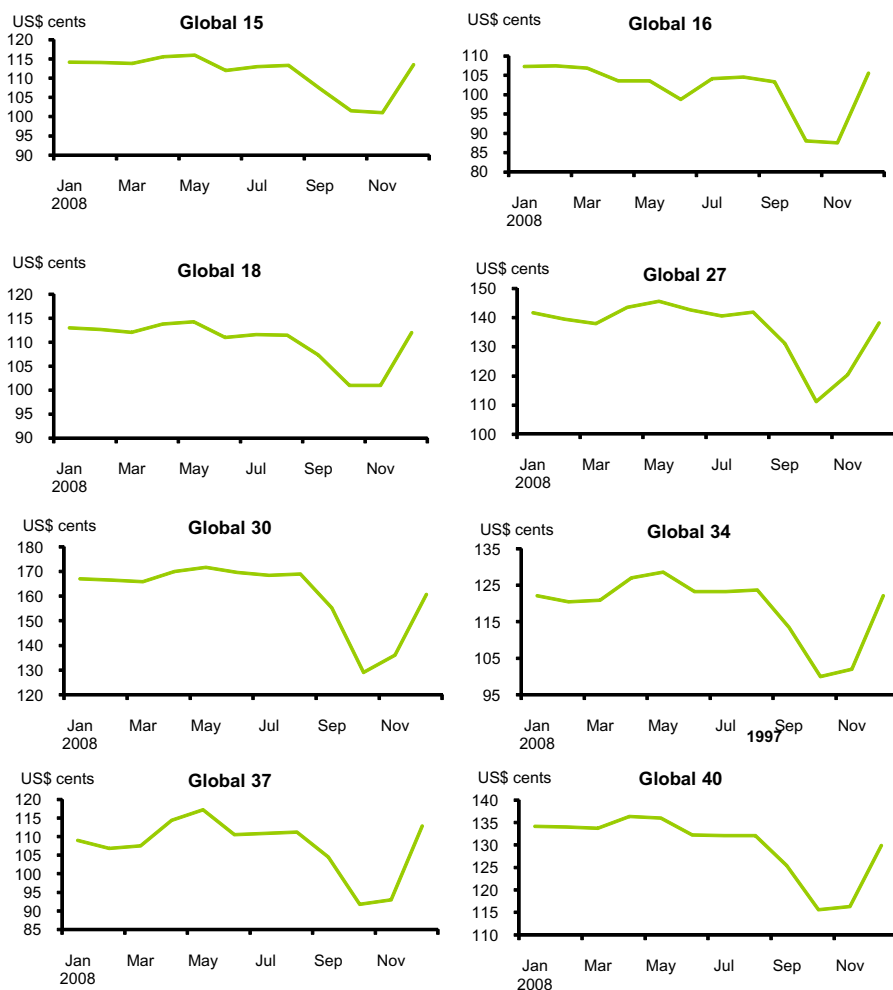 US$ cents
Global 15
120
115
110
105
100
95
90
Jan Mar May Jul Sep Nov
2008
US$ cents
Global 16
110
105
100
95
90
85
80
Jan Mar May Jul Sep Nov
2008
US$ cents
Global 18
120
115
110
105
100
95
90
Jan Mar May Jul Sep Nov
2008
US$ cents
Global 27
150
140
130
120
110
100
Jan Mar May Jul Sep Nov
2008
US$ cents
Global 30
180
170
160
150
140
130
120
Jan Mar May Jul Sep Nov
2008
US$ cents
Global 34
135
125
115
105
95
Jan Mar May Jul Sep Nov
2008
1997
US$ cents
Global 37
120
115
110
105
100
95
90
85
Jan Mar May Jul Sep Nov
2008
US$ cents
Global 40
140
135
130
125
120
115
110
Jan Mar May Jul Sep Nov
2008